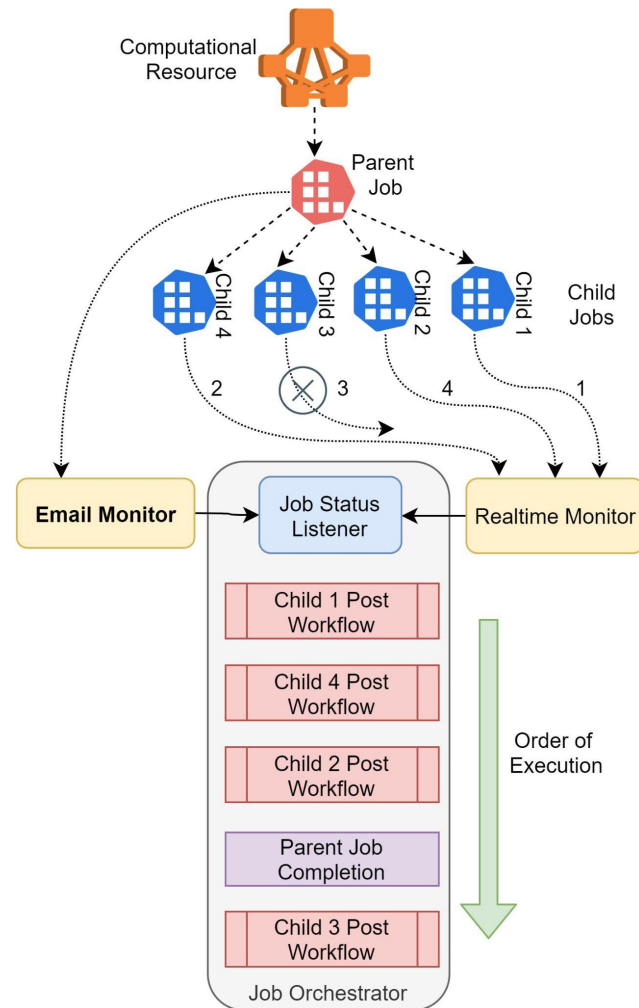 Computational
Resource
Parent
Job
Child 4
Child 3
Child 2
Child 1
Child
Jobs
2
3
4
1
Email Monitor
Job Status
Listener
Realtime Monitor
Child 1 Post
Workflow
Child 4 Post
Workflow
Child 2 Post
Workflow
Order of
Execution
Parent Job
Completion
Child 3 Post
Workflow
Job Orchestrator